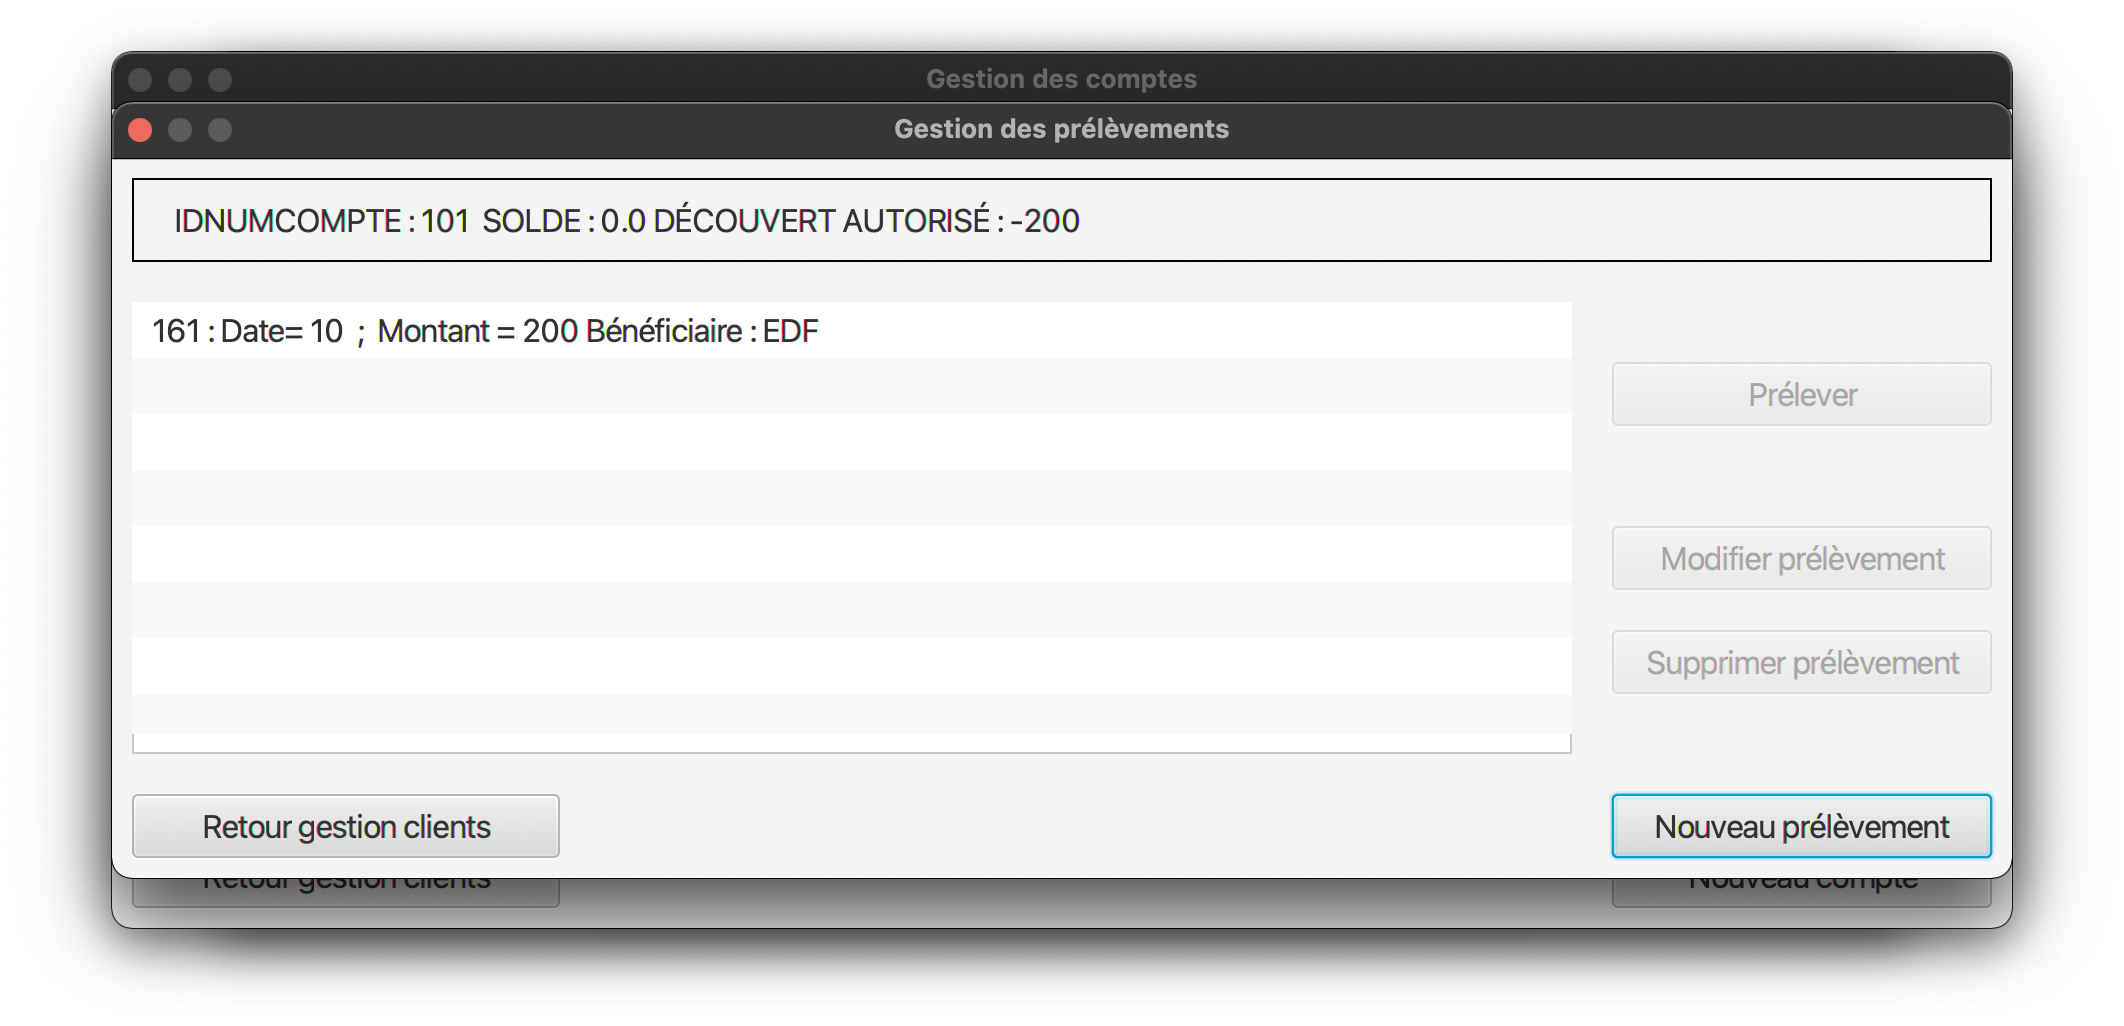 Gestion des comptes
Gestion des prélèvements
IDNUMCOMPTE : 101  SOLDE : 0.0 DÉCOUVERT AUTORISÉ : -200
161 : Date= 10  ;  Montant = 200 Bénéficiaire : EDF
Prélever
Modifier prélèvement
Supprimer prélèvement
Retour gestion clients
Nouveau prélèvement
Retour gestion clients
Nouveau compte